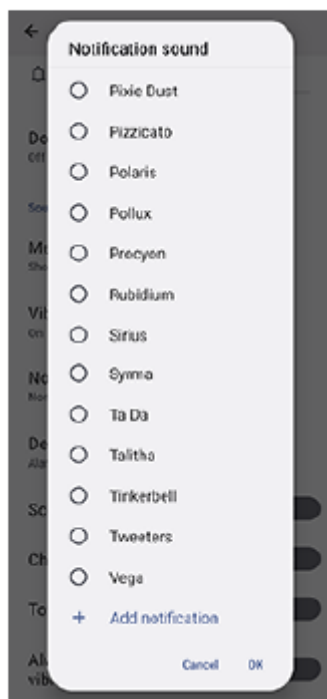 Notification sound
Pixie Dust
Pizzicato
Polaris
Pollux
Procyon
Rubidium
Sirius
Syrma
Ta Da
Talitha
Tinkerbell
Tweeters
Vega
+ Add notification
Cancel OK